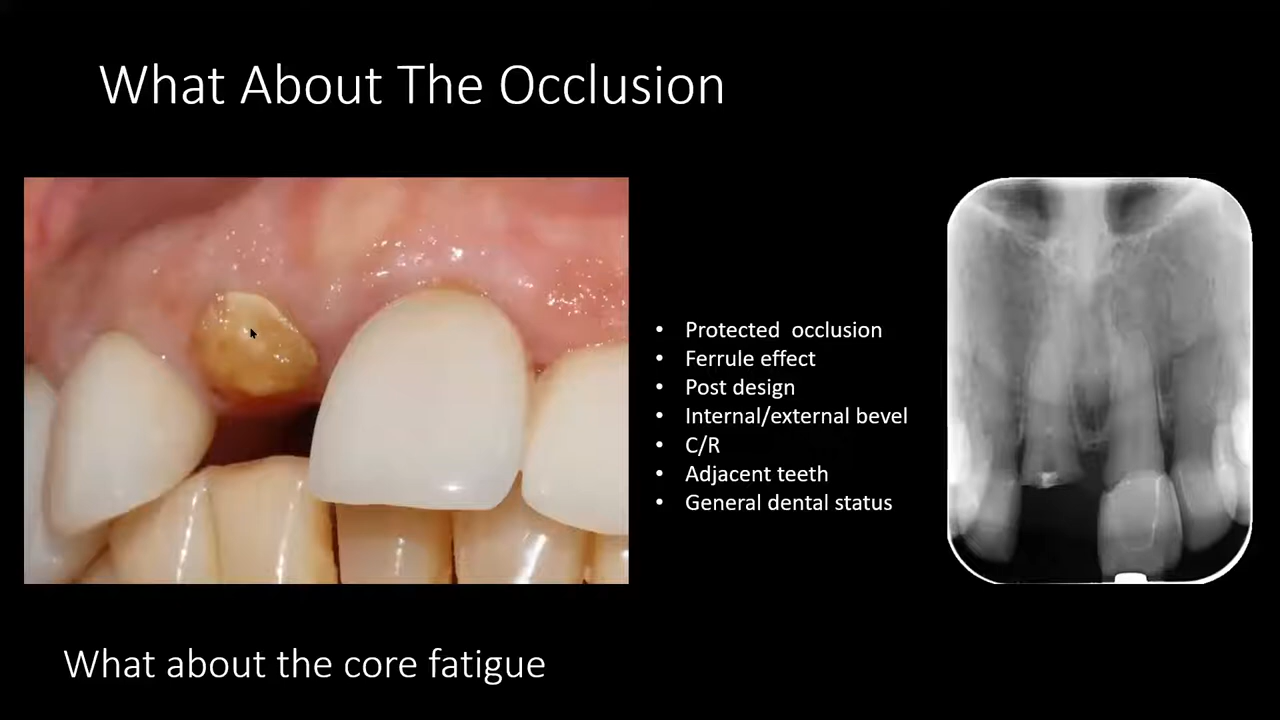 What About The Occlusion
• Protected  occlusion
• Ferrule effect
• Post design
• Internal/external bevel
• C/R
• Adjacent teeth
• General dental status
What about the core fatigue